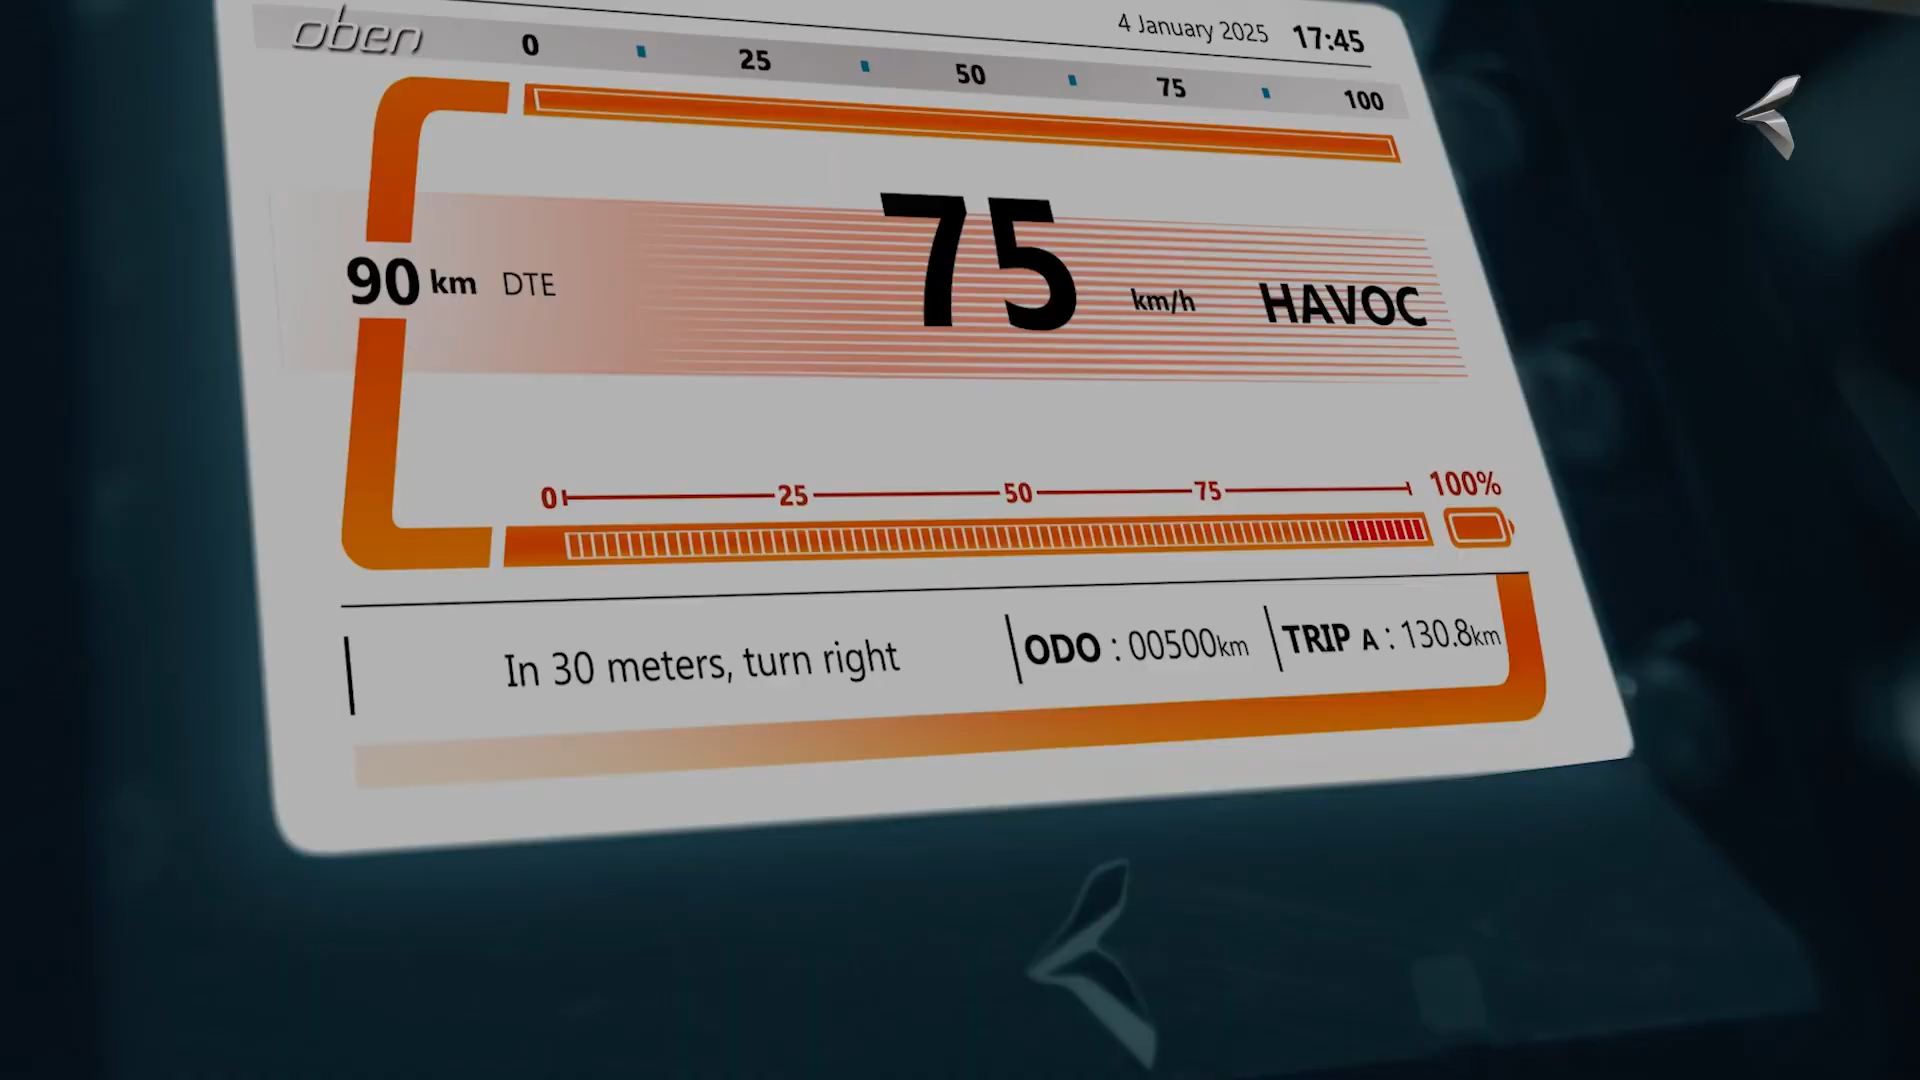 oben
4 January 2025 17:45
0 25 50 75 100
75 km/h
90 km DTE
HAVOC
0 25 50 75 100%
In 30 meters, turn right
ODO : 00500km
TRIP A : 130.8km